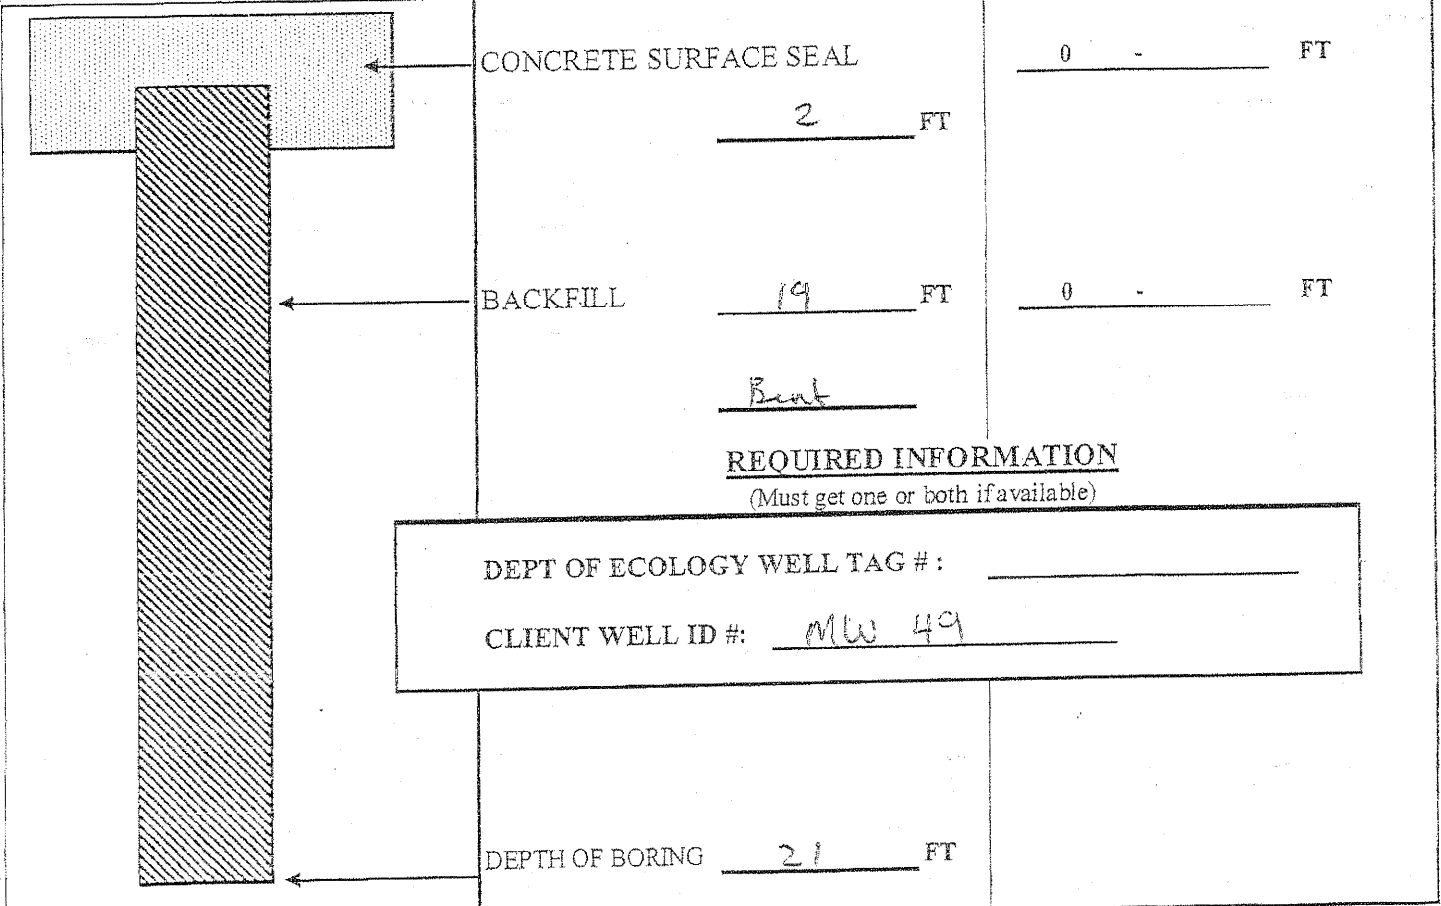 CONCRETE SURFACE SEAL 0 - FT
2 FT
BACKFILL 19 FT 0 - FT
Bent
REQUIRED INFORMATION
(Must get one or both if available)
DEPT OF ECOLOGY WELL TAG # :
CLIENT WELL ID #: MW 49
DEPTH OF BORING 21 FT